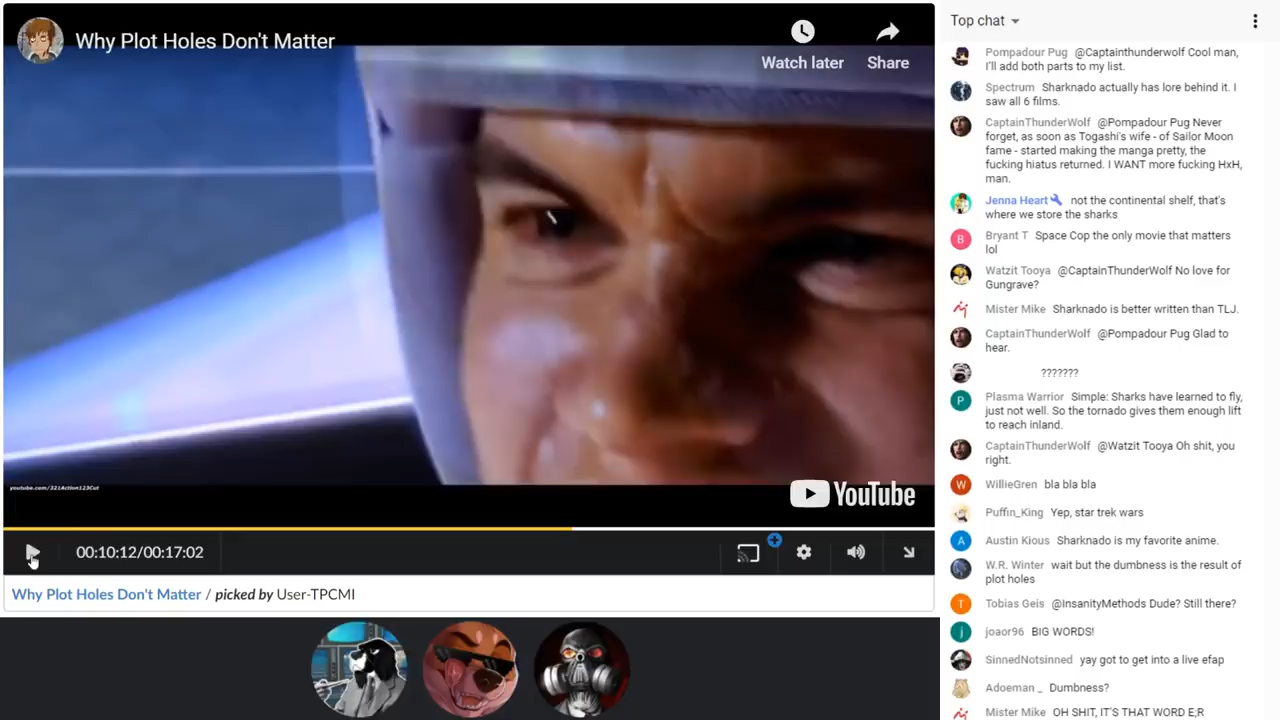 Why Plot Holes Don't Matter
Watch later
Share
youtube.com/321Action123Cut
YouTube
00:10:12/00:17:02
Why Plot Holes Don't Matter / picked by User-TPCMI
Top chat
Pompadour Pug @Captainthunderwolf Cool man,
I'll add both parts to my list.
Spectrum Sharknado actually has lore behind it. I
saw all 6 films.
CaptainThunderWolf @Pompadour Pug Never
forget, as soon as Togashi's wife - of Sailor Moon
fame - started making the manga pretty, the
fucking hiatus returned. I WANT more fucking HxH,
man.
Jenna Heart not the continental shelf, that's
where we store the sharks
B
Bryant T Space Cop the only movie that matters
lol
Watzit Tooya @CaptainThunderWolf No love for
Gungrave?
Mister Mike Sharknado is better written than TLJ.
CaptainThunderWolf @Pompadour Pug Glad to
hear.
???????
P
Plasma Warrior Simple: Sharks have learned to fly,
just not well. So the tornado gives them enough lift
to reach inland.
CaptainThunderWolf @Watzit Tooya Oh shit, you
right.
W
WillieGren bla bla bla
Puffin_King Yep, star trek wars
A
Austin Kious Sharknado is my favorite anime.
W.R. Winter wait but the dumbness is the result of
plot holes
T
Tobias Geis @InsanityMethods Dude? Still there?
j
joaor96 BIG WORDS!
SinnedNotsinned yay got to get into a live efap
Adoeman _ Dumbness?
Mister Mike OH SHIT, IT'S THAT WORD E;R